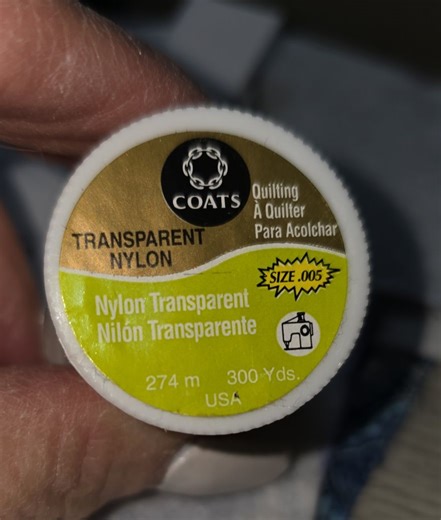 COATS
Quilting
À Quilter
Para Acolchar
TRANSPARENT
NYLON
SIZE .005
Nylon Transparent
Nilón Transparente
274 m 300 Yds.
USA